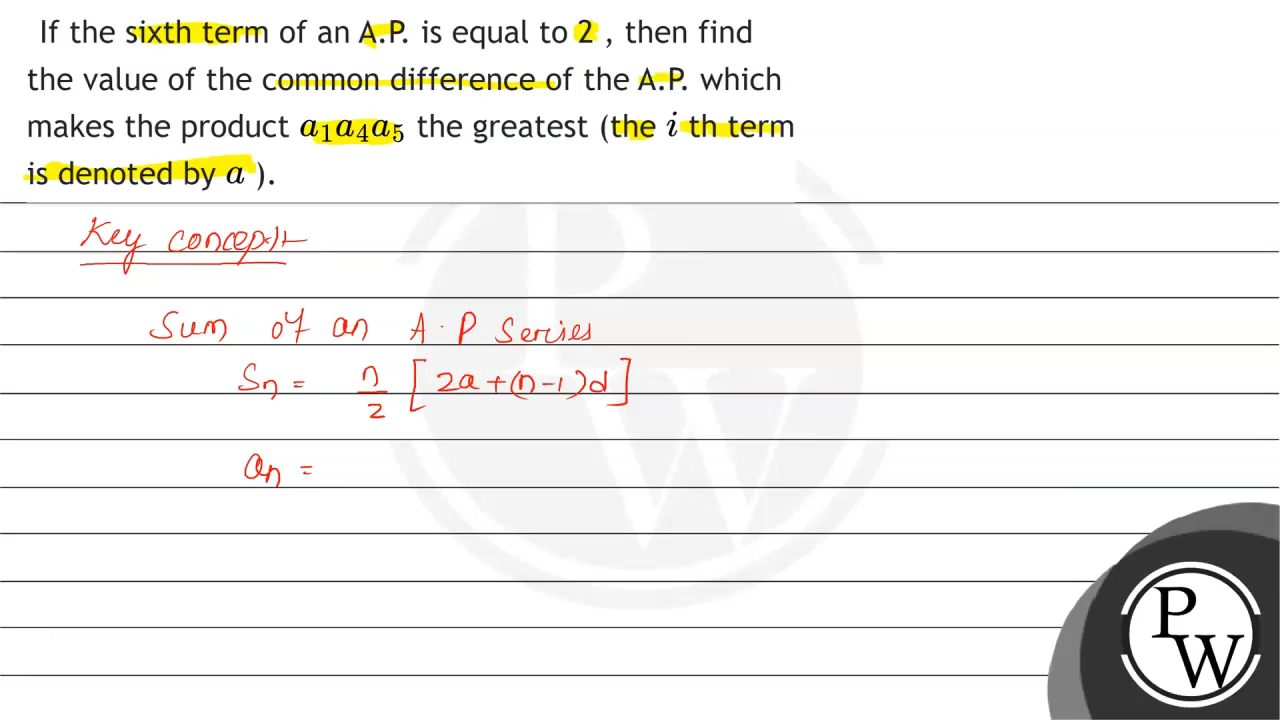 If the sixth term of an A.P. is equal to 2 , then find
the value of the common difference of the A.P. which
makes the product a₁a₄a₅ the greatest (the i th term
is denoted by a ).
Key concept
Sum of an A.P Series
Sn = n/2 [2a+(n-1)d]
an =
P
W
P
W